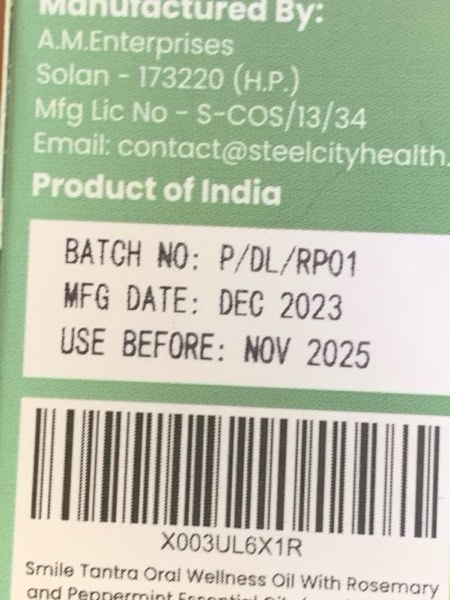 Manufactured By:
A.M.Enterprises
Solan - 173220 (H.P.)
Mfg Lic No - S-COS/13/34
Email: contact@steelcityhealth.
Product of India
BATCH NO: P/DL/RP01
MFG DATE: DEC 2023
USE BEFORE: NOV 2025
X003UL6X1R
Smile Tantra Oral Wellness Oil With Rosemary
and Peppermint Essential